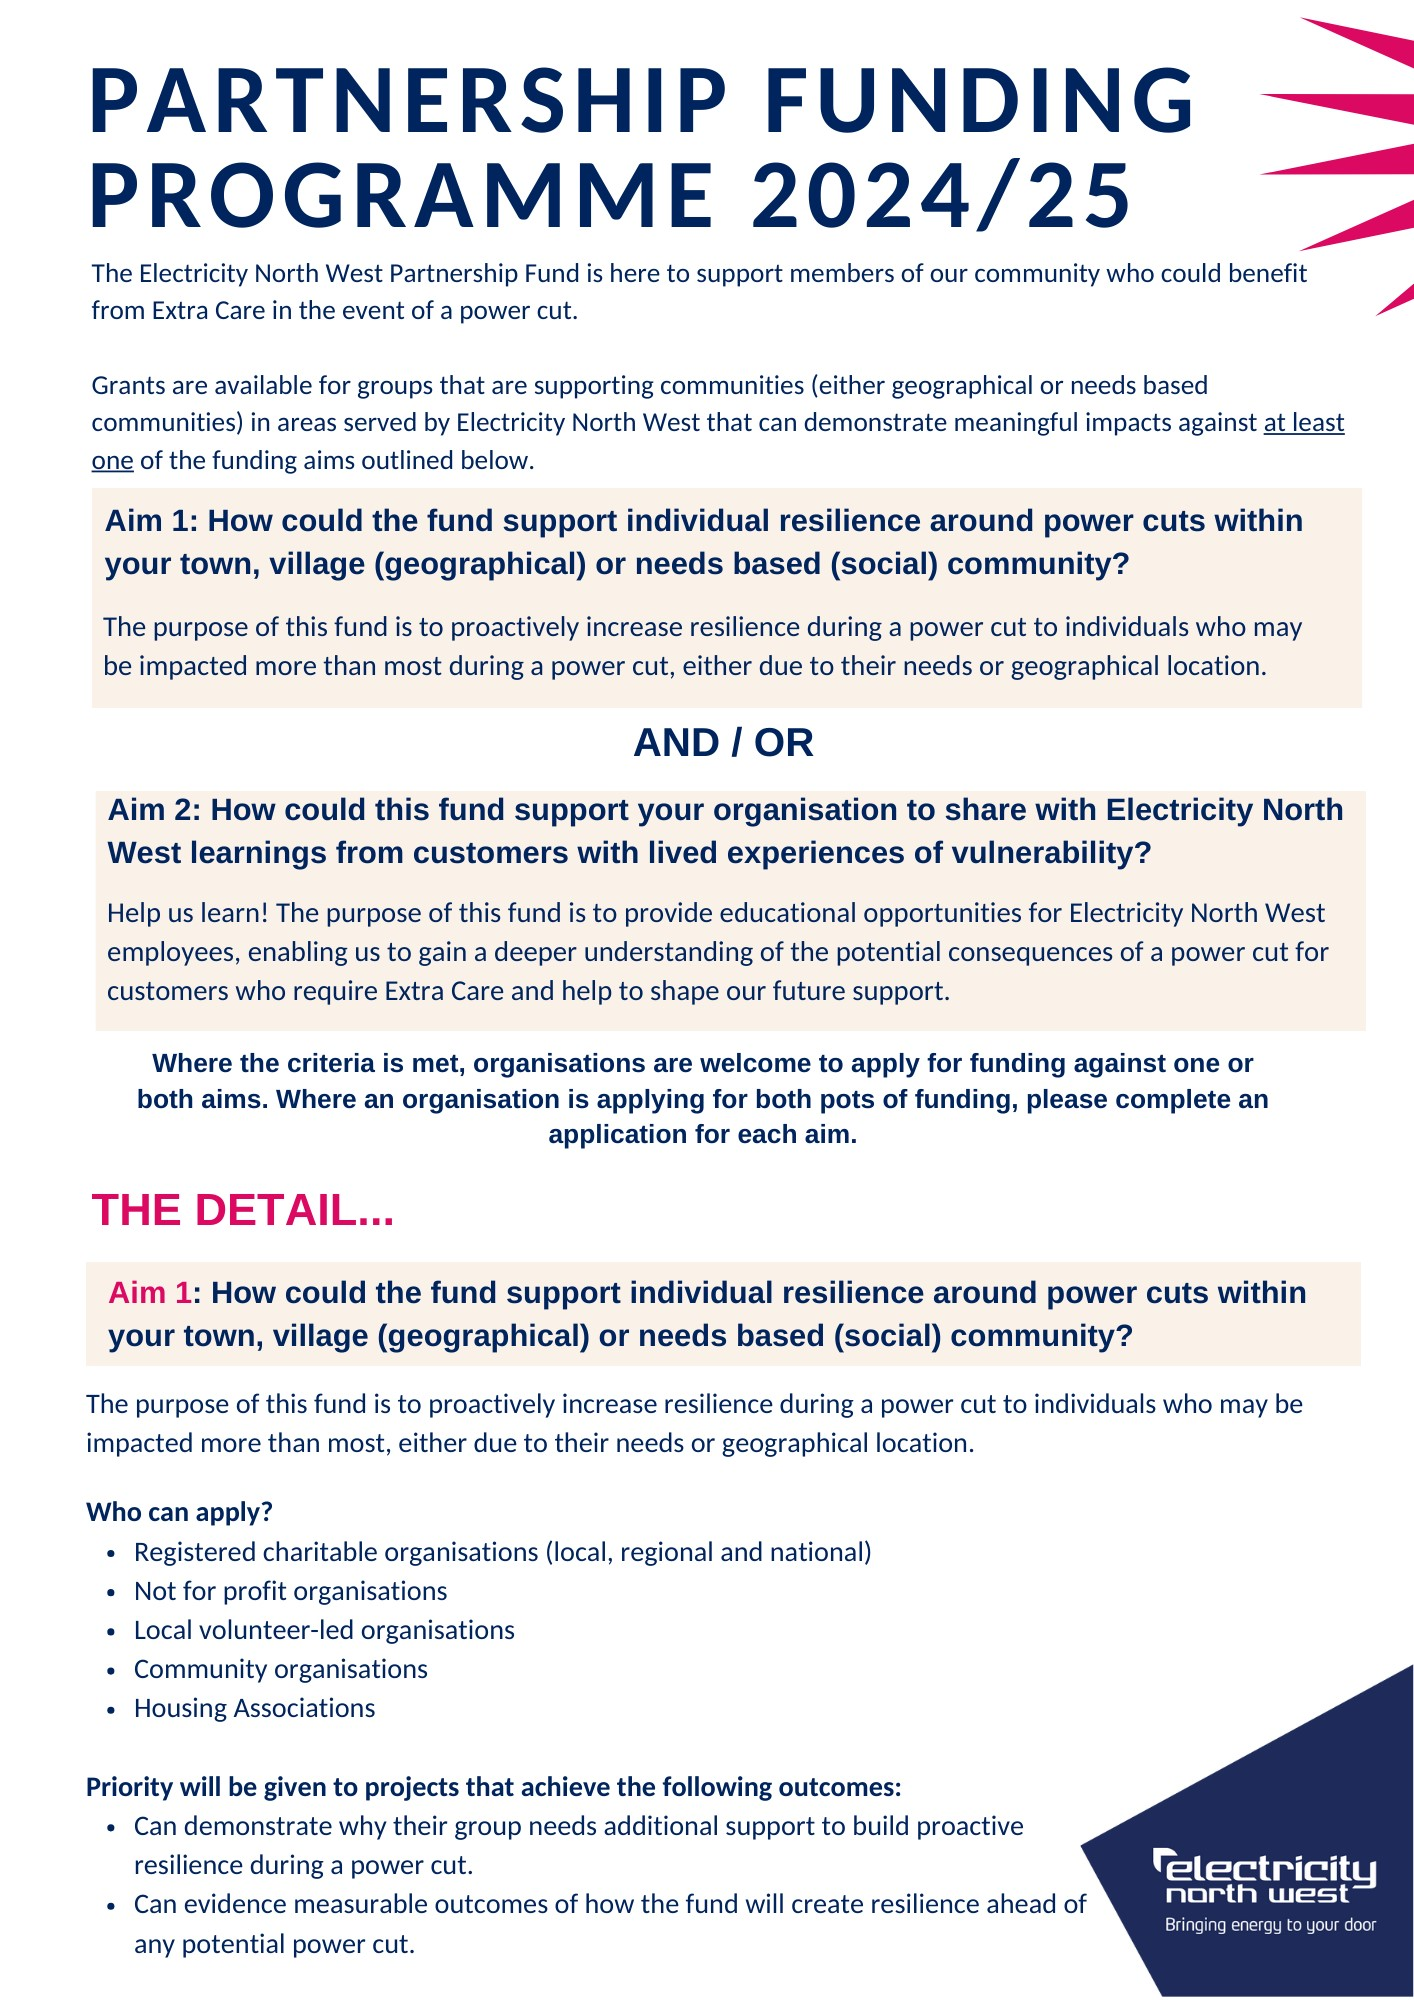 PARTNERSHIP FUNDING
PROGRAMME 2024/25
The Electricity North West Partnership Fund is here to support members of our community who could benefit
from Extra Care in the event of a power cut.
Grants are available for groups that are supporting communities (either geographical or needs based
communities) in areas served by Electricity North West that can demonstrate meaningful impacts against at least
one of the funding aims outlined below.
Aim 1: How could the fund support individual resilience around power cuts within
your town, village (geographical) or needs based (social) community?
The purpose of this fund is to proactively increase resilience during a power cut to individuals who may
be impacted more than most during a power cut, either due to their needs or geographical location.
AND / OR
Aim 2: How could this fund support your organisation to share with Electricity North
West learnings from customers with lived experiences of vulnerability?
Help us learn! The purpose of this fund is to provide educational opportunities for Electricity North West
employees, enabling us to gain a deeper understanding of the potential consequences of a power cut for
customers who require Extra Care and help to shape our future support.
Where the criteria is met, organisations are welcome to apply for funding against one or
both aims. Where an organisation is applying for both pots of funding, please complete an
application for each aim.
THE DETAIL...
Aim 1: How could the fund support individual resilience around power cuts within
your town, village (geographical) or needs based (social) community?
The purpose of this fund is to proactively increase resilience during a power cut to individuals who may be
impacted more than most, either due to their needs or geographical location.
Who can apply?
• Registered charitable organisations (local, regional and national)
• Not for profit organisations
• Local volunteer-led organisations
• Community organisations
• Housing Associations
Priority will be given to projects that achieve the following outcomes:
• Can demonstrate why their group needs additional support to build proactive
resilience during a power cut.
• Can evidence measurable outcomes of how the fund will create resilience ahead of
any potential power cut.
electricity
north west
Bringing energy to your door